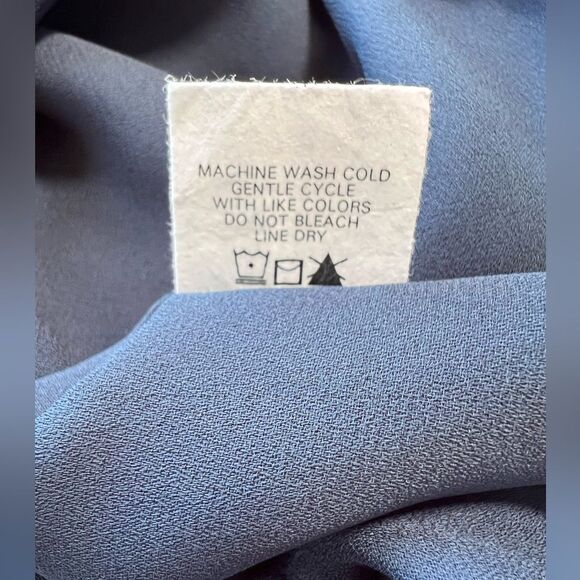 MACHINE WASH COLD
GENTLE CYCLE
WITH LIKE COLORS
DO NOT BLEACH
LINE DRY